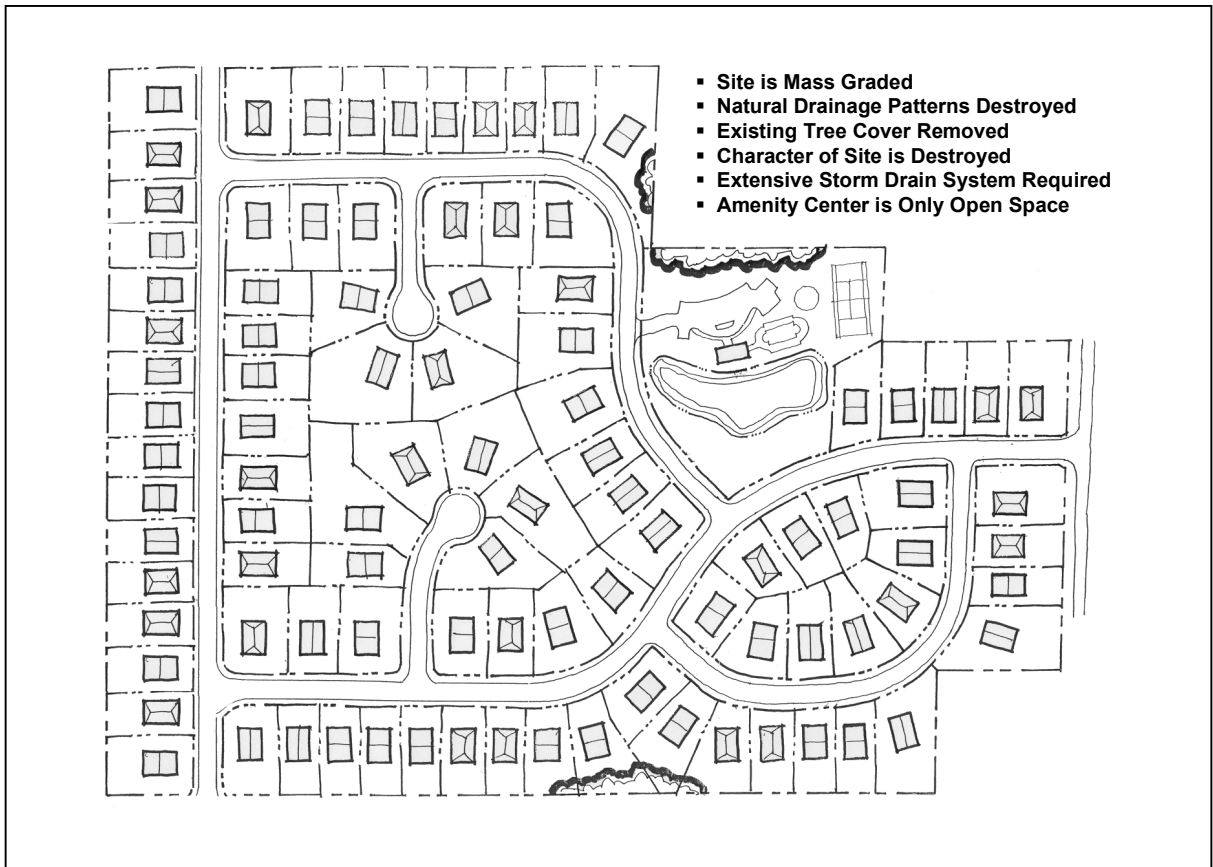 ▪ Site is Mass Graded
▪ Natural Drainage Patterns Destroyed
▪ Existing Tree Cover Removed
▪ Character of Site is Destroyed
▪ Extensive Storm Drain System Required
▪ Amenity Center is Only Open Space